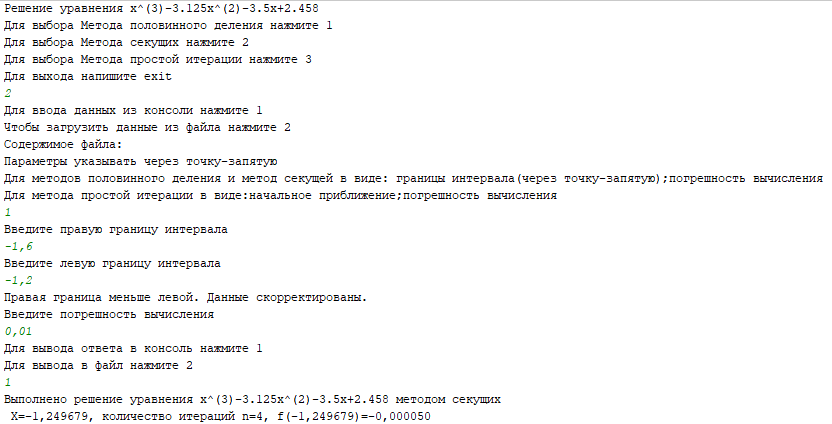 Решение уравнения x^(3)-3.125x^(2)-3.5x+2.458
Для выбора Метода половинного деления нажмите 1
Для выбора Метода секущих нажмите 2
Для выбора Метода простой итерации нажмите 3
Для выхода напишите exit
2
Для ввода данных из консоли нажмите 1
Чтобы загрузить данные из файла нажмите 2
Содержимое файла:
Параметры указывать через точку-запятую
Для методов половинного деления и метод секущей в виде: границы интервала(через точку-запятую);погрешность вычисления
Для метода простой итерации в виде:начальное приближение;погрешность вычисления
1
Введите правую границу интервала
-1,6
Введите левую границу интервала
-1,2
Правая граница меньше левой. Данные скорректированы.
Введите погрешность вычисления
0,01
Для вывода ответа в консоль нажмите 1
Для вывода в файл нажмите 2
1
Выполнено решение уравнения x^(3)-3.125x^(2)-3.5x+2.458 методом секущих
X=-1,249679, количество итераций n=4, f(-1,249679)=-0,000050